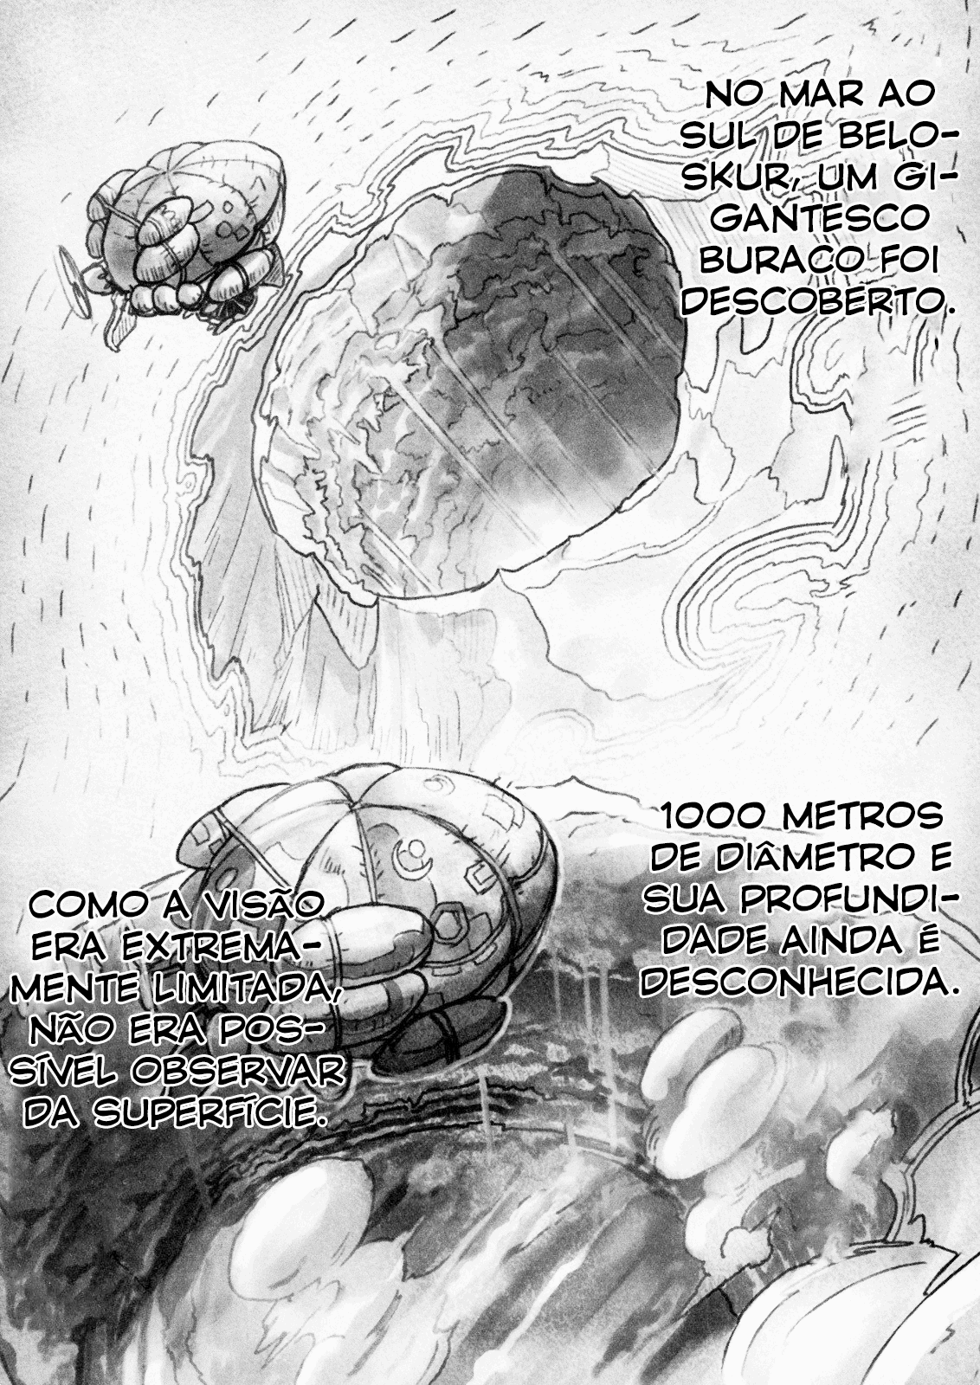 NO MAR AO
SUL DE BELO-
SKUR, UM GI-
GANTESCO
BURACO FOI
DESCOBERTO.
1000 METROS
DE DIÂMETRO E
SUA PROFUNDI-
DADE AINDA É
DESCONHECIDA.
COMO A VISÃO
ERA EXTREMA-
MENTE LIMITADA,
NÃO ERA POS-
SÍVEL OBSERVAR
DA SUPERFÍCIE.